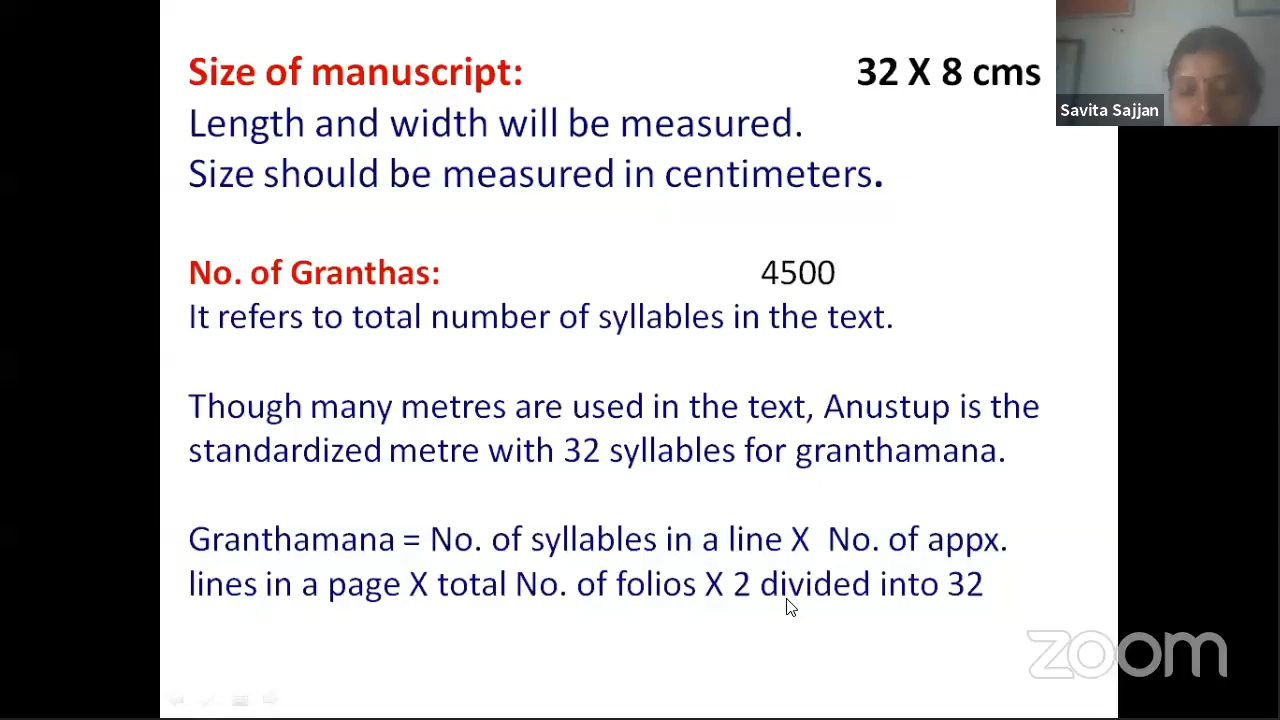 Size of manuscript: 32 X 8 cms
Savita Sajjan
Length and width will be measured.
Size should be measured in centimeters.
No. of Granthas: 4500
It refers to total number of syllables in the text.
Though many metres are used in the text, Anustup is the
standardized metre with 32 syllables for granthamana.
Granthamana = No. of syllables in a line X No. of appx.
lines in a page X total No. of folios X 2 divided into 32
zoom